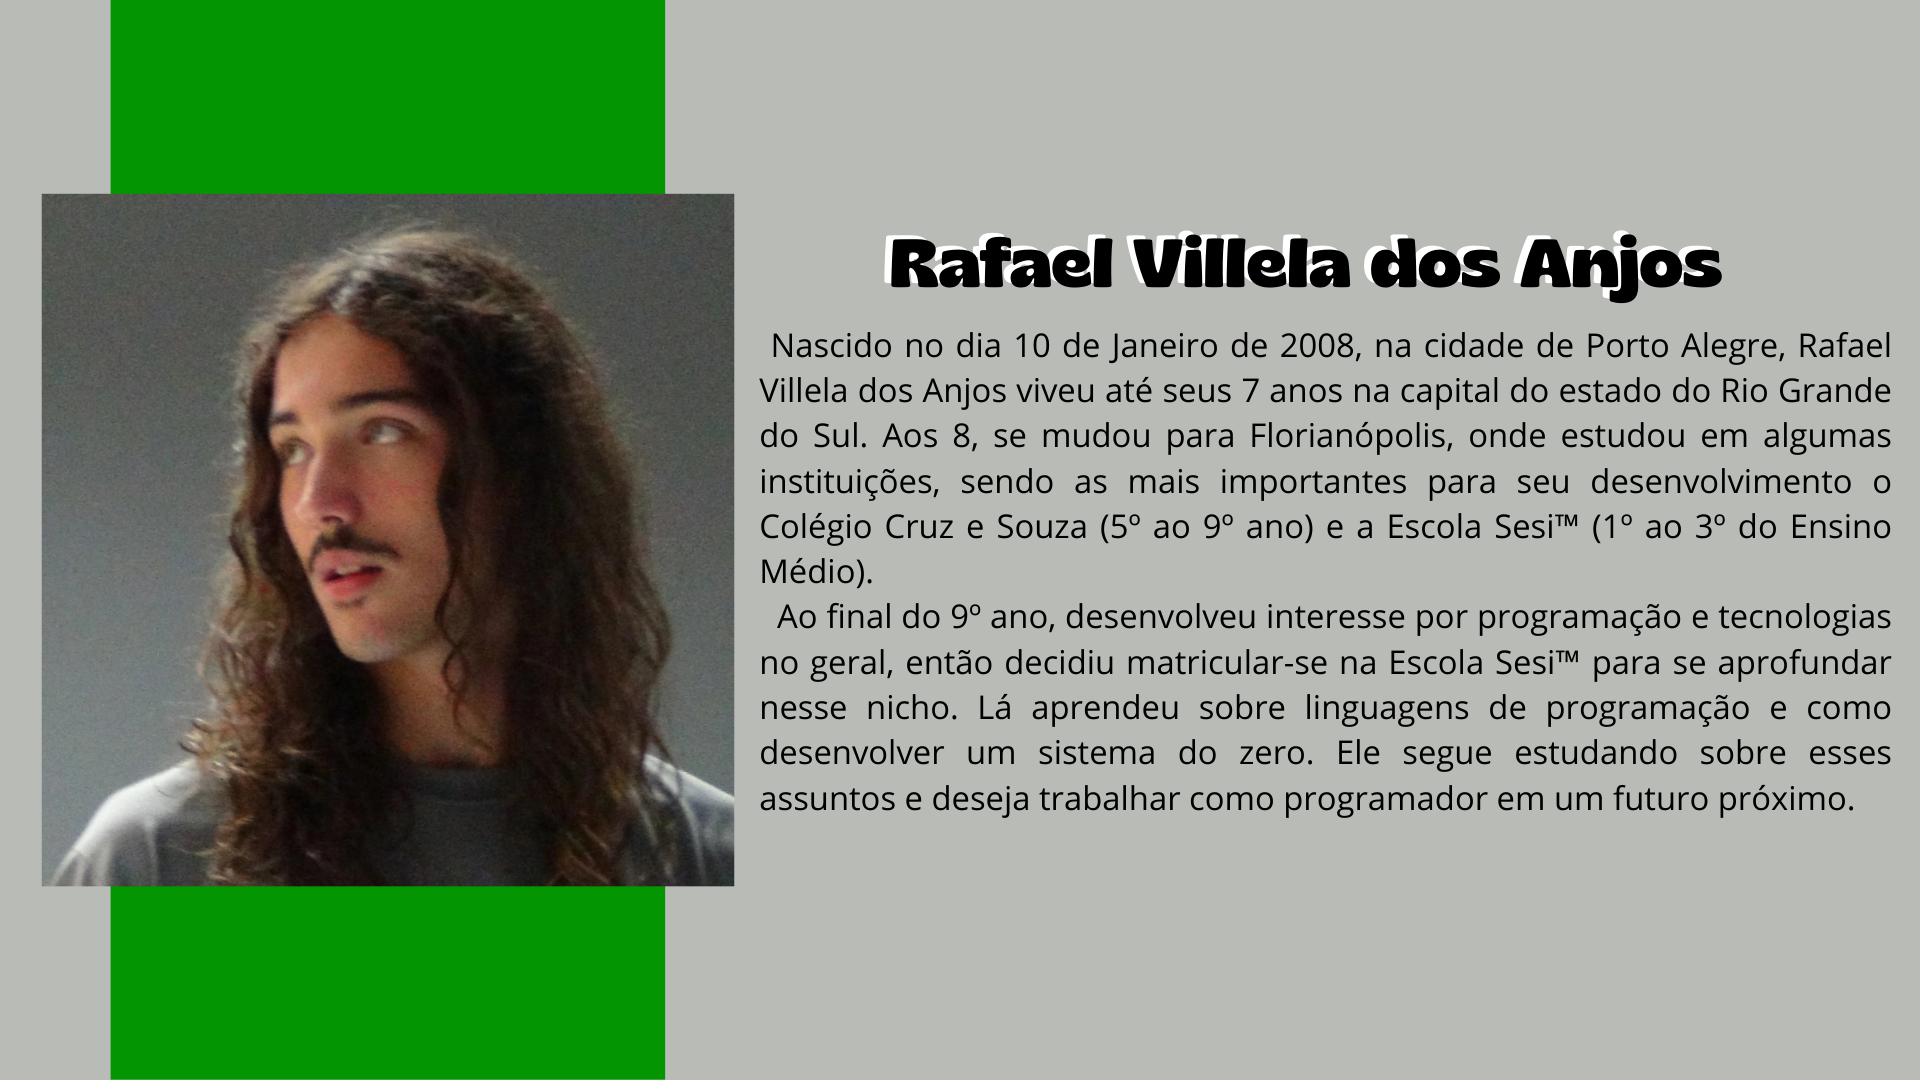 Rafael Villela dos Anjos
Nascido no dia 10 de Janeiro de 2008, na cidade de Porto Alegre, Rafael
Villela dos Anjos viveu até seus 7 anos na capital do estado do Rio Grande
do Sul. Aos 8, se mudou para Florianópolis, onde estudou em algumas
instituições, sendo as mais importantes para seu desenvolvimento o
Colégio Cruz e Souza (5º ao 9º ano) e a Escola Sesi™ (1º ao 3º do Ensino
Médio).
Ao final do 9º ano, desenvolveu interesse por programação e tecnologias
no geral, então decidiu matricular-se na Escola Sesi™ para se aprofundar
nesse nicho. Lá aprendeu sobre linguagens de programação e como
desenvolver um sistema do zero. Ele segue estudando sobre esses
assuntos e deseja trabalhar como programador em um futuro próximo.